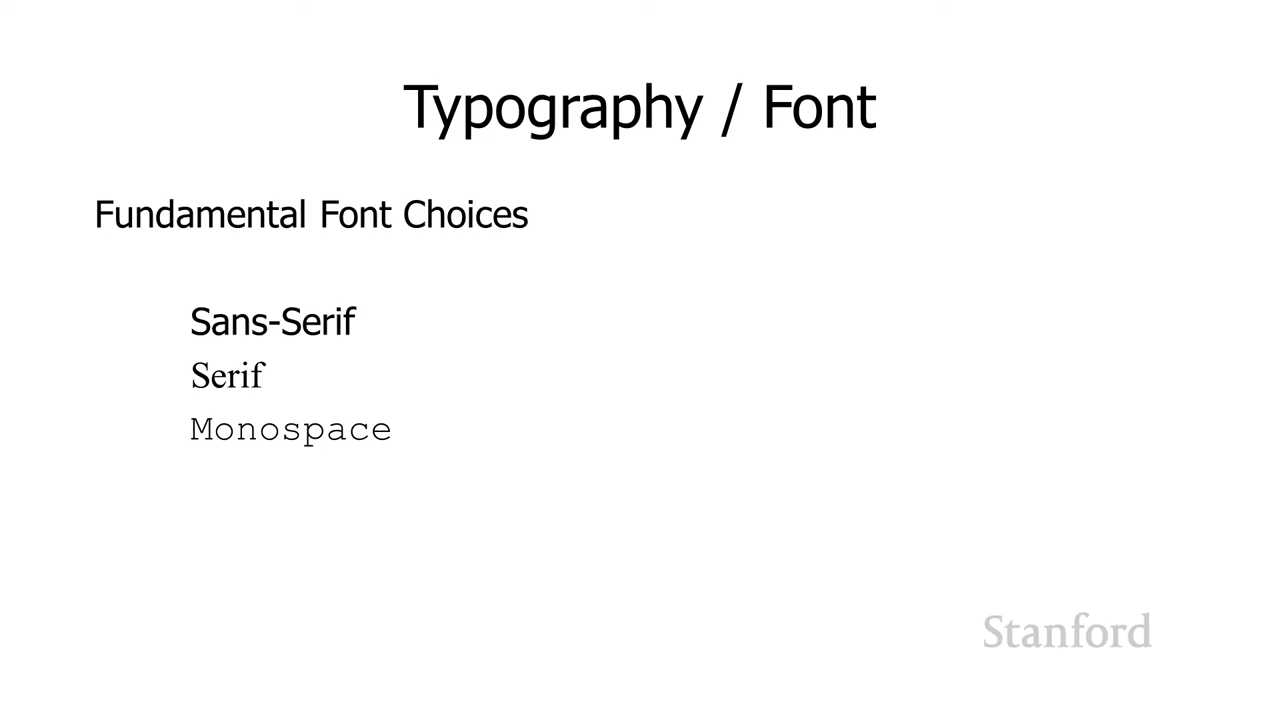 Typography / Font
Fundamental Font Choices
Sans-Serif
Serif
Monospace
Stanford